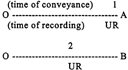 (time of conveyance) 1
O ---------------- A
(time of recording) UR
2
O ---------------- B
UR